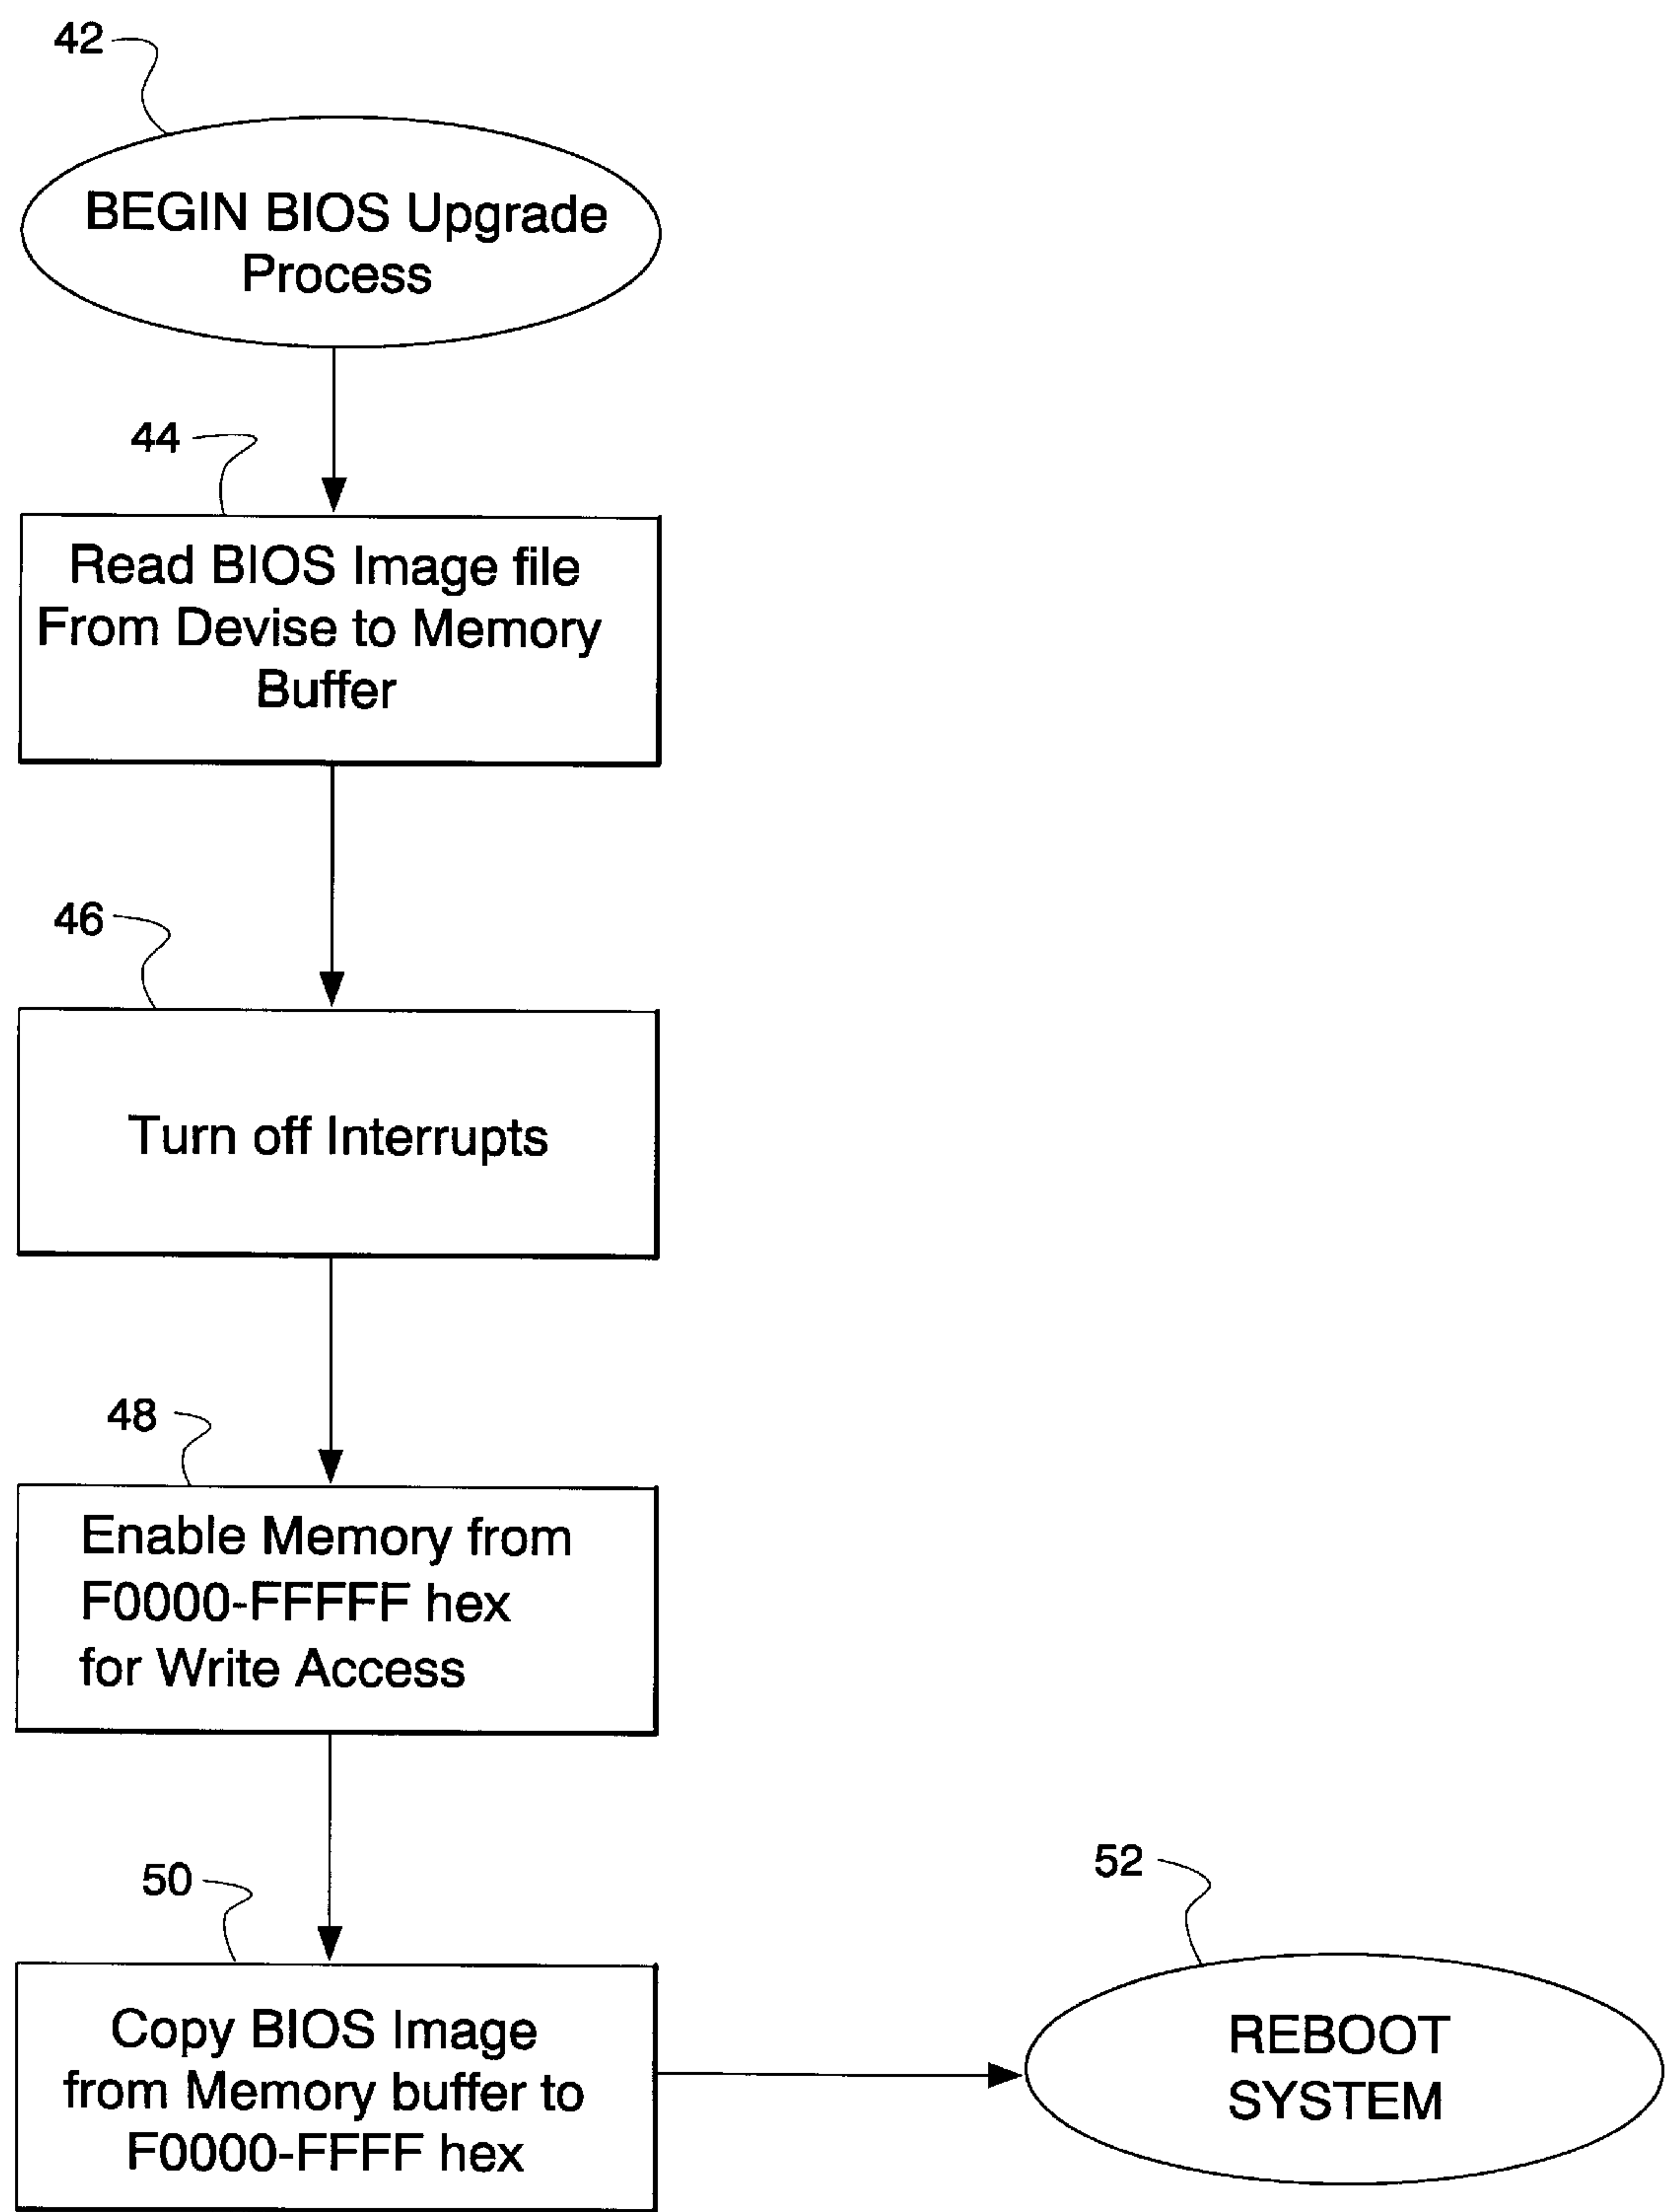 42
BEGIN BIOS Upgrade
Process
44
Read BIOS Image file
From Devise to Memory
Buffer
46
Turn off Interrupts
48
Enable Memory from
F0000-FFFFF hex
for Write Access
50
Copy BIOS Image
from Memory buffer to
F0000-FFFF hex
52
REBOOT
SYSTEM